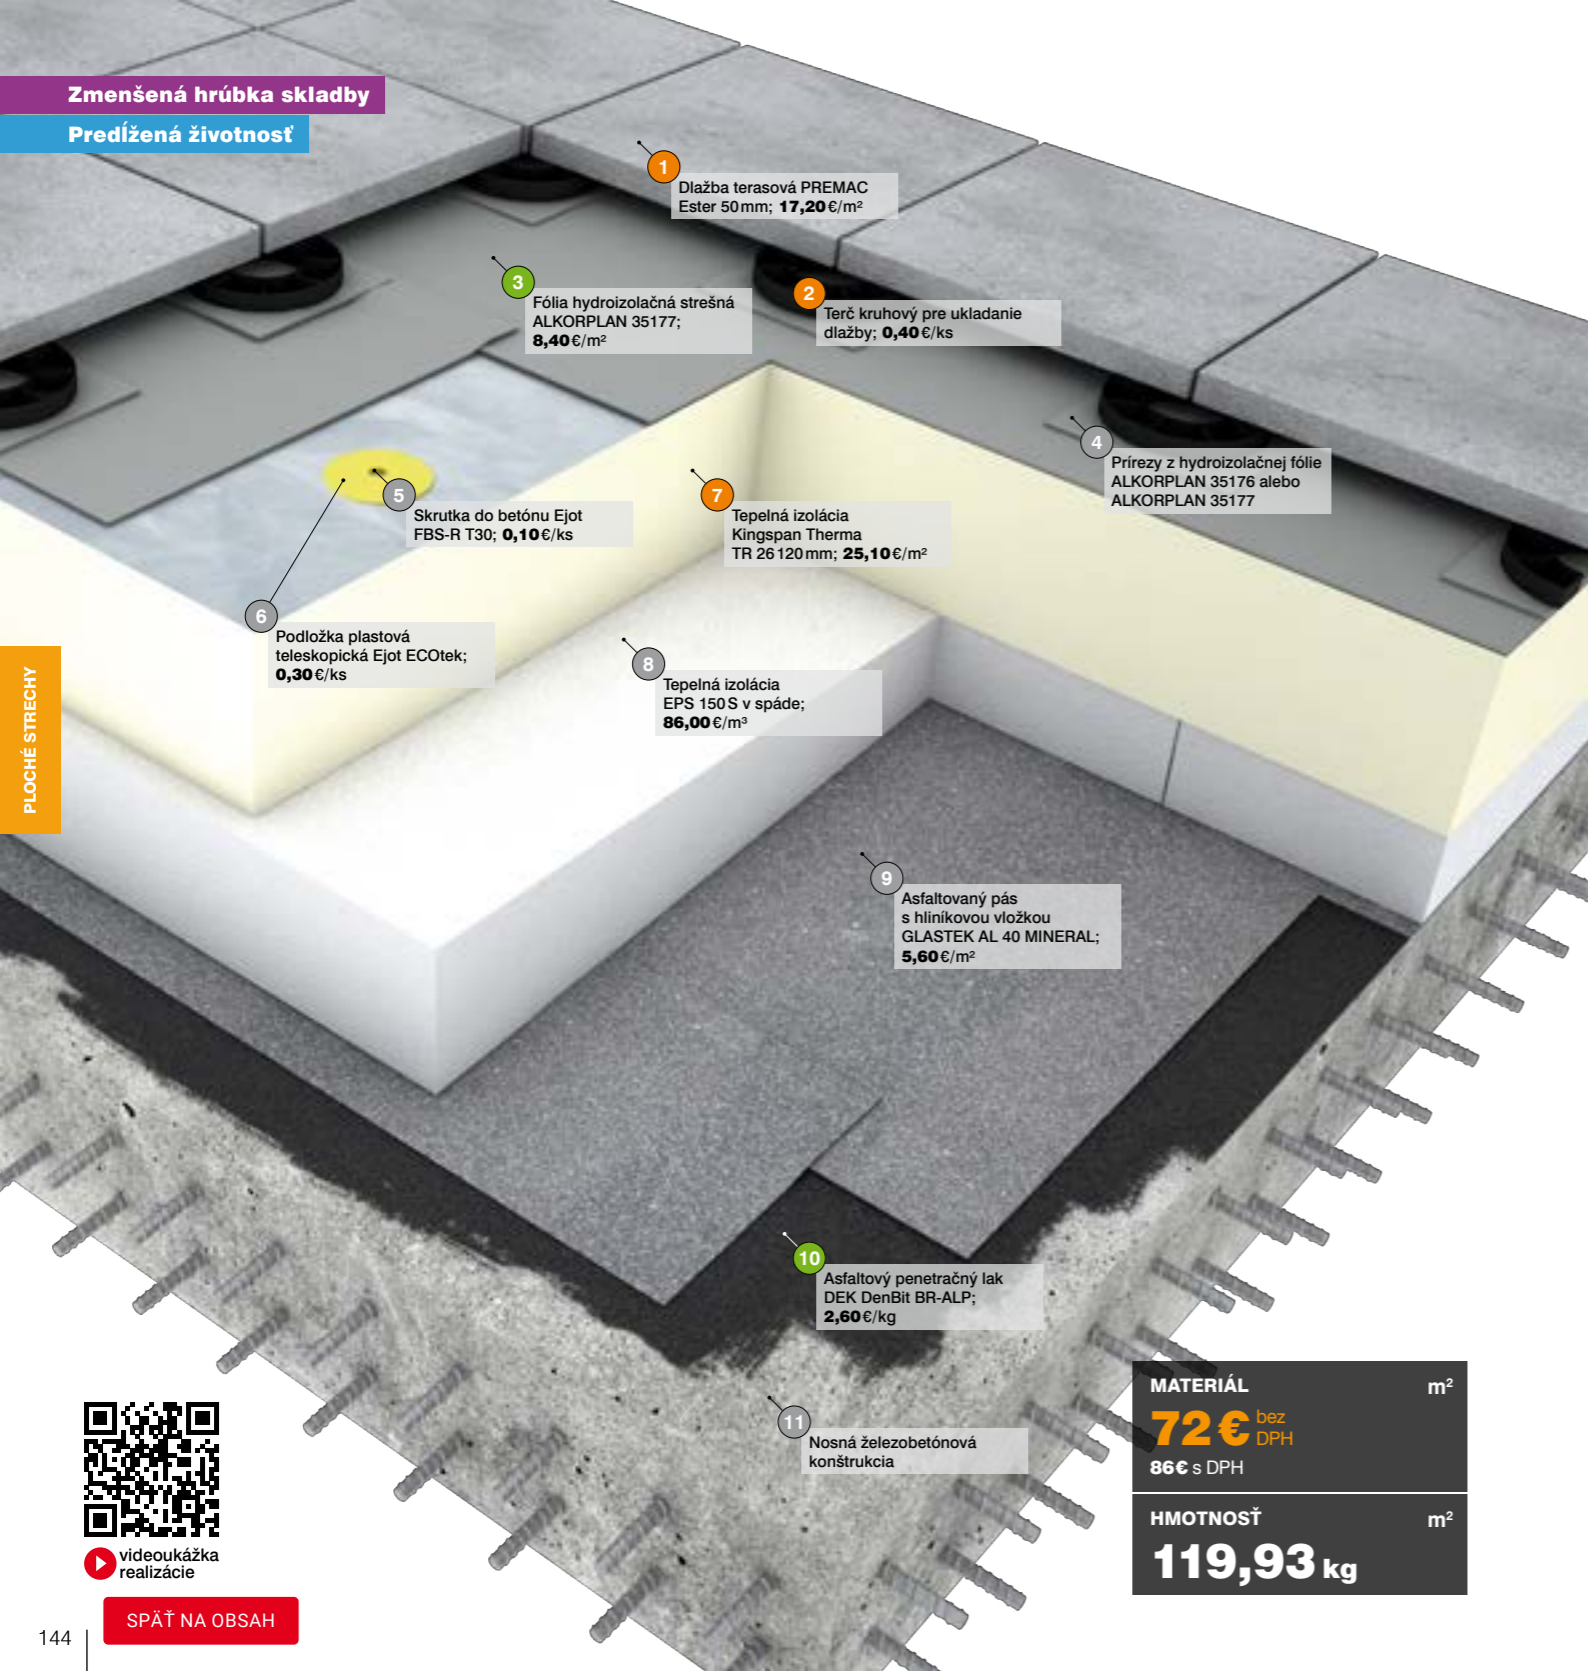 Zmenšená hrúbka skladby
Predĺžená životnosť
1
Dlažba terasová PREMAC
Ester 50 mm; 17,20 €/m²
3
Fólia hydroizolačná strešná
ALKORPLAN 35177;
8,40 €/m²
2
Terč kruhový pre ukladanie
dlažby; 0,40 €/ks
4
Prírezy z hydroizolačnej fólie
ALKORPLAN 35176 alebo
ALKORPLAN 35177
5
Skrutka do betónu Ejot
FBS-R T30; 0,10 €/ks
7
Tepelná izolácia
Kingspan Therma
TR 26 120 mm; 25,10 €/m²
6
Podložka plastová
teleskopická Ejot ECOtek;
0,30 €/ks
8
Tepelná izolácia
EPS 150 S v spáde;
86,00 €/m³
PLOCHÉ STRECHY
9
Asfaltovaný pás
s hliníkovou vložkou
GLASTEK AL 40 MINERAL;
5,60 €/m²
10
Asfaltový penetračný lak
DEK DenBit BR-ALP;
2,60 €/kg
11
Nosná železobetónová
konštrukcia
MATERIÁL m²
72 € bez
DPH
86 € s DPH
HMOTNOSŤ m²
119,93 kg
videoukážka
realizácie
SPÄŤ NA OBSAH
144